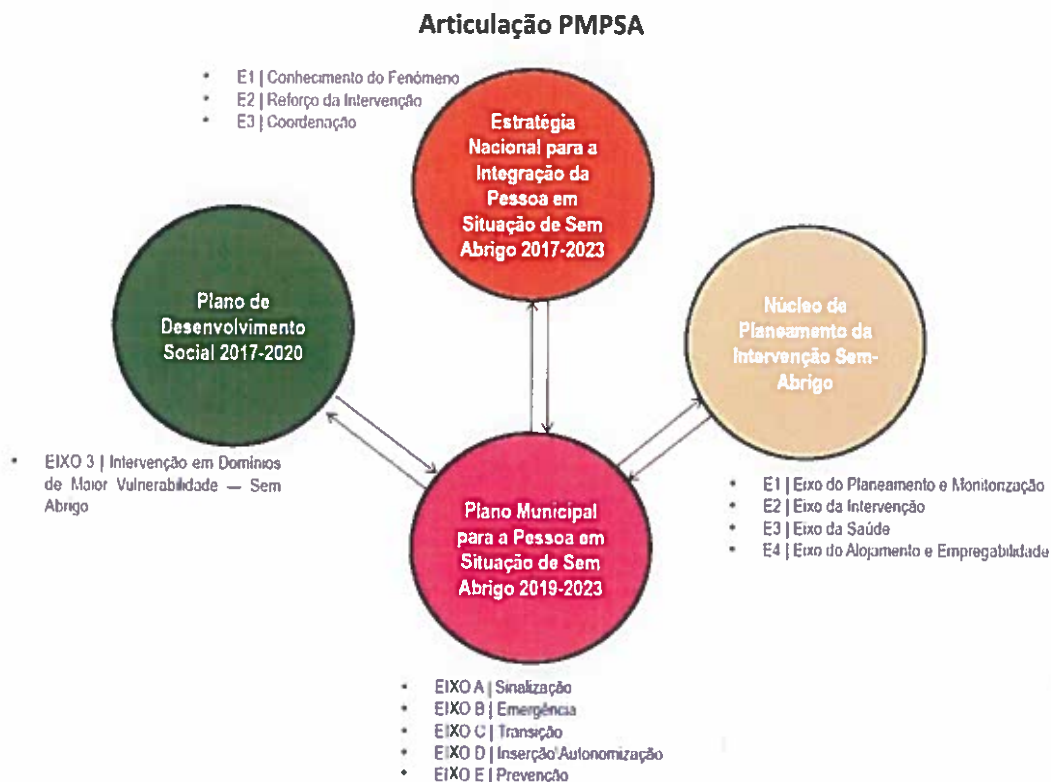 Articulação PMPSA
• E1 | Conhecimento do Fenómeno
• E2 | Reforço da Intervenção
• E3 | Coordenação
Estratégia
Nacional para a
Integração da
Pessoa em
Situação de Sem
Abrigo 2017-2023
Plano de
Desenvolvimento
Social 2017-2020
Núcleo de
Planeamento da
Intervenção Sem-
Abrigo
• EIXO 3 | Intervenção em Domínios
de Maior Vulnerabilidade — Sem
Abrigo
• E1 | Eixo do Planeamento e Monitorização
• E2 | Eixo da Intervenção
• E3 | Eixo da Saúde
• E4 | Eixo do Alojamento e Empregabilidade
Plano Municipal
para a Pessoa em
Situação de Sem
Abrigo 2019-2023
• EIXO A | Sinalização
• EIXO B | Emergência
• EIXO C | Transição
• EIXO D | Inserção/Autonomização
• EIXO E | Prevenção